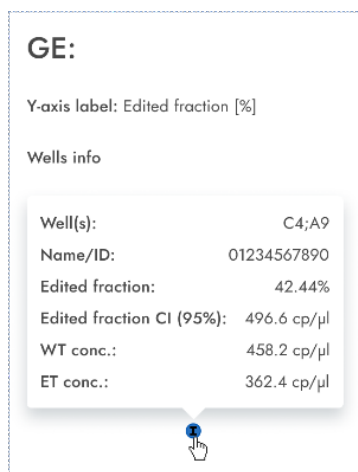 GE:
Y-axis label: Edited fraction [%]
Wells info
Well(s): C4;A9
Name/ID: 01234567890
Edited fraction: 42.44%
Edited fraction CI (95%): 496.6 cp/µl
WT conc.: 458.2 cp/µl
ET conc.: 362.4 cp/µl